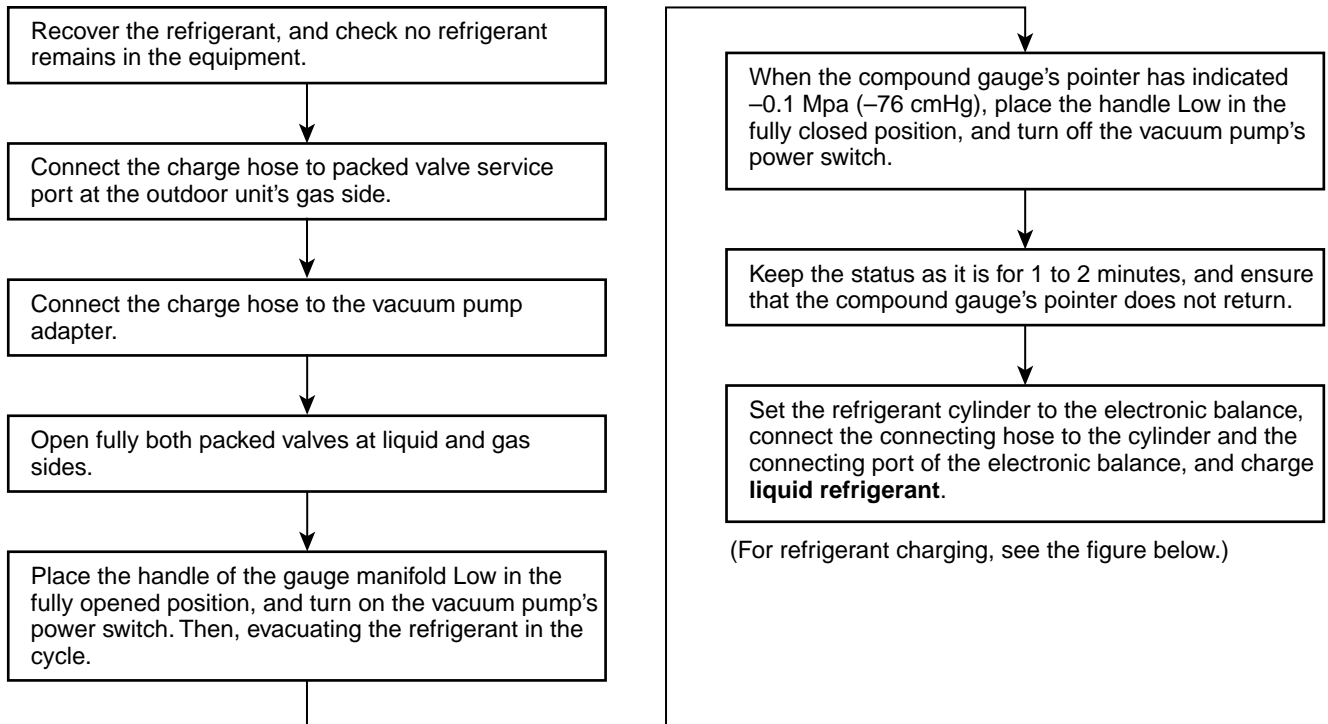 Recover the refrigerant, and check no refrigerant
remains in the equipment.
Connect the charge hose to packed valve service
port at the outdoor unit's gas side.
Connect the charge hose to the vacuum pump
adapter.
Open fully both packed valves at liquid and gas
sides.
Place the handle of the gauge manifold Low in the
fully opened position, and turn on the vacuum pump's
power switch. Then, evacuating the refrigerant in the
cycle.
When the compound gauge's pointer has indicated
–0.1 Mpa (–76 cmHg), place the handle Low in the
fully closed position, and turn off the vacuum pump's
power switch.
Keep the status as it is for 1 to 2 minutes, and ensure
that the compound gauge's pointer does not return.
Set the refrigerant cylinder to the electronic balance,
connect the connecting hose to the cylinder and the
connecting port of the electronic balance, and charge
liquid refrigerant.
(For refrigerant charging, see the figure below.)